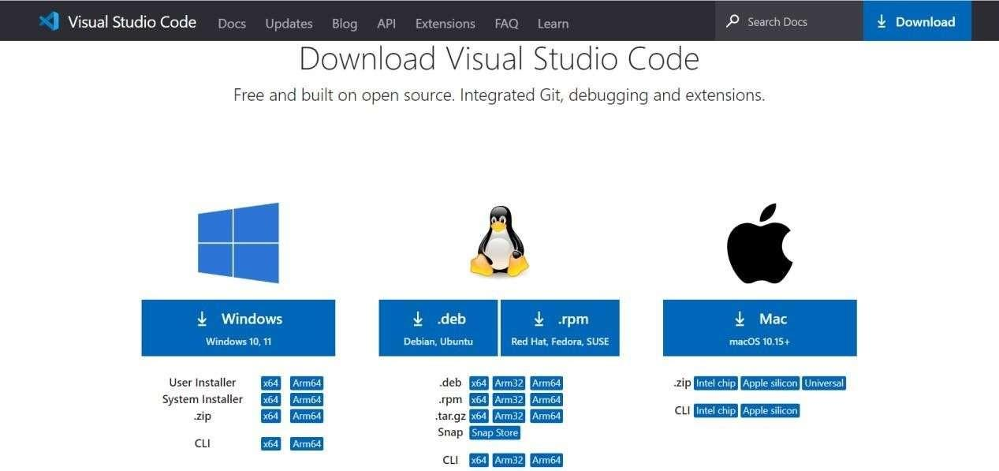 Visual Studio Code Docs Updates Blog API Extensions FAQ Learn Search Docs Download
Download Visual Studio Code
Free and built on open source. Integrated Git, debugging and extensions.
Windows
Windows 10, 11
User Installer x64 Arm64
System Installer x64 Arm64
.zip x64 Arm64
CLI x64 Arm64
.deb
Debian, Ubuntu
.rpm
Red Hat, Fedora, SUSE
.deb x64 Arm32 Arm64
.rpm x64 Arm32 Arm64
.tar.gz x64 Arm32 Arm64
Snap Snap Store
CLI x64 Arm32 Arm64
Mac
macOS 10.15+
.zip Intel chip Apple silicon Universal
CLI Intel chip Apple silicon